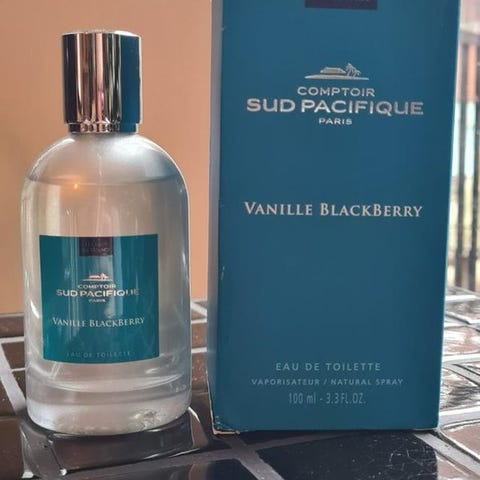 COMPTOIR
SUD PACIFIQUE
PARIS
VANILLE BLACKBERRY
EAU DE TOILETTE
COMPTOIR
SUD PACIFIQUE
PARIS
VANILLE BLACKBERRY
EAU DE TOILETTE
VAPORISATEUR / NATURAL SPRAY
100 ml - 3.3 FL.OZ.